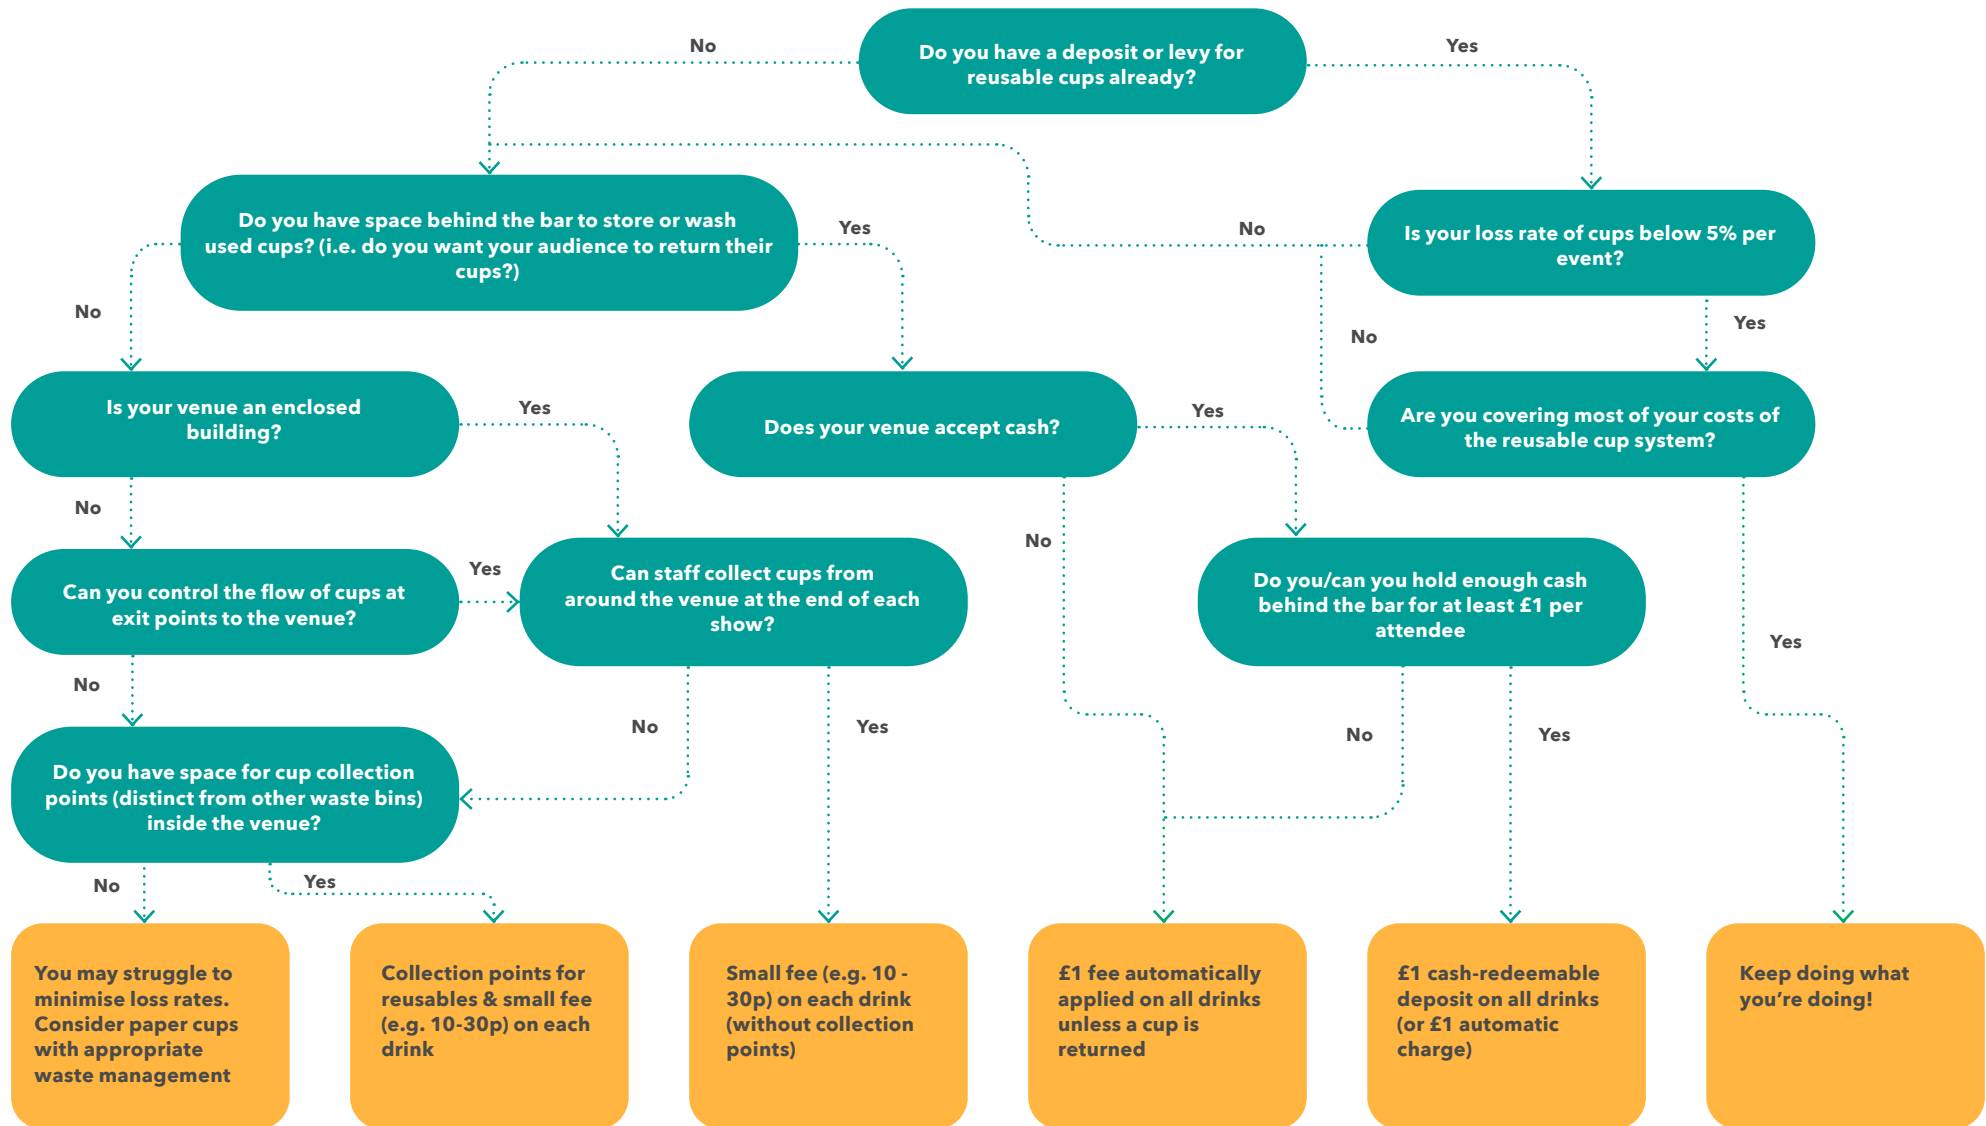 Do you have a deposit or levy for
reusable cups already?
No
Yes
Do you have space behind the bar to store or wash
used cups? (i.e. do you want your audience to return their
cups?)
Yes
No
No
Is your loss rate of cups below 5% per
event?
Yes
No
Is your venue an enclosed
building?
Yes
No
Does your venue accept cash?
Yes
No
Are you covering most of your costs of
the reusable cup system?
Yes
Can you control the flow of cups at
exit points to the venue?
Yes
No
Can staff collect cups from
around the venue at the end of each
show?
No
Yes
Do you/can you hold enough cash
behind the bar for at least £1 per
attendee
No
Yes
Do you have space for cup collection
points (distinct from other waste bins)
inside the venue?
No
Yes
You may struggle to
minimise loss rates.
Consider paper cups
with appropriate
waste management
Collection points for
reusables & small fee
(e.g. 10-30p) on each
drink
Small fee (e.g. 10 -
30p) on each drink
(without collection
points)
£1 fee automatically
applied on all drinks
unless a cup is
returned
£1 cash-redeemable
deposit on all drinks
(or £1 automatic
charge)
Keep doing what
you’re doing!